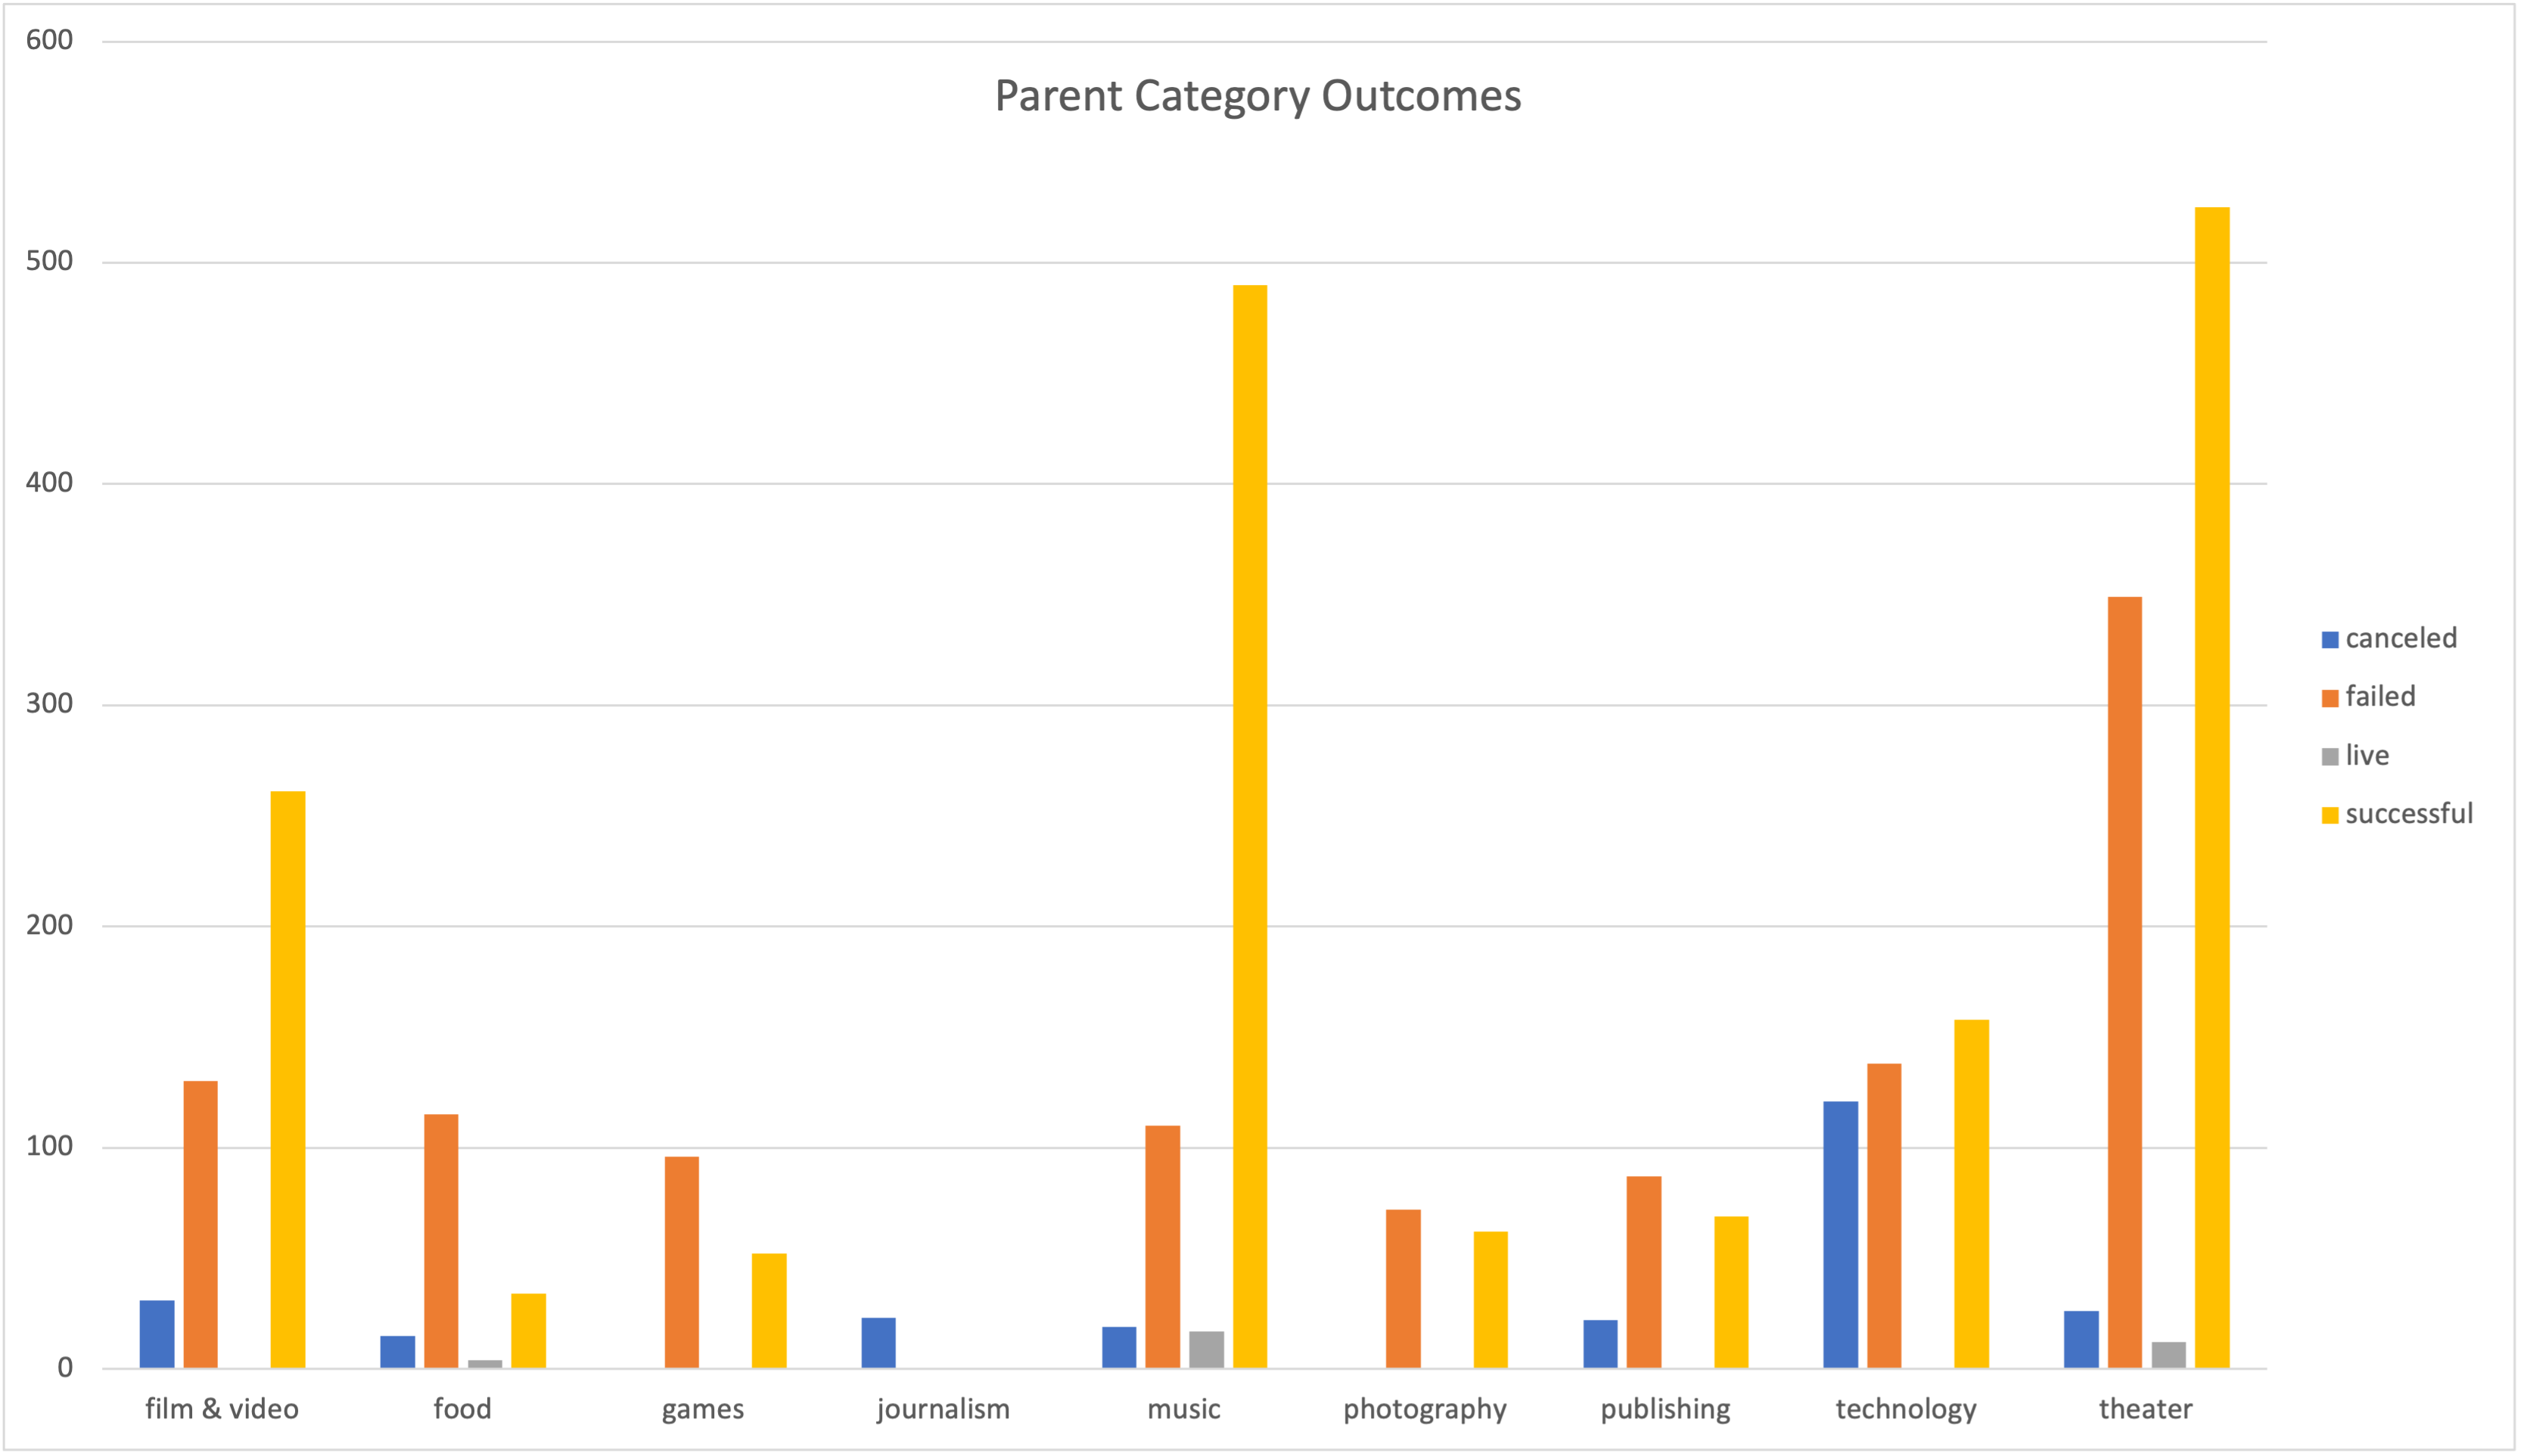 Parent Category Outcomes
600
500
400
300
200
100
0
film & video
food
games
journalism
music
photography
publishing
technology
theater
canceled
failed
live
successful